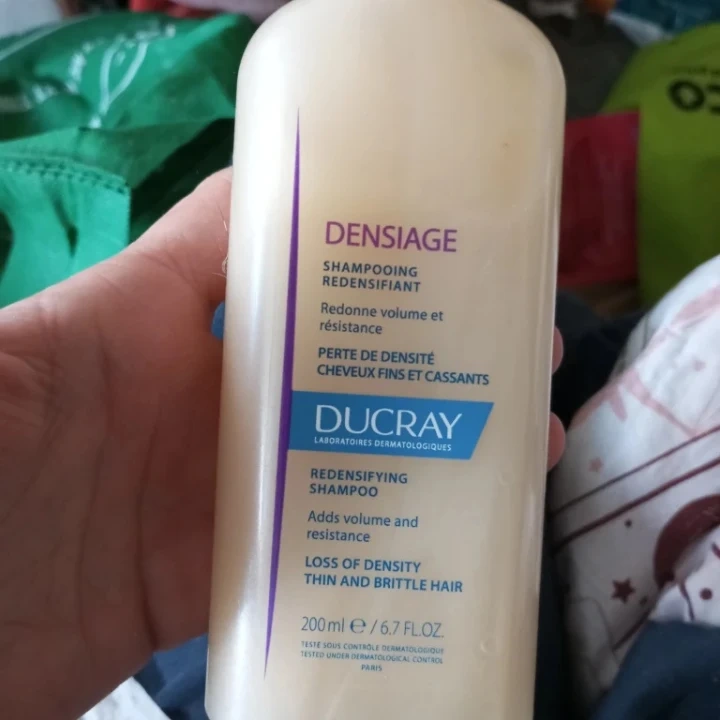 DENSIAGE
SHAMPOOING
REDENSIFIANT
Redonne volume et
résistance
PERTE DE DENSITÉ
CHEVEUX FINS ET CASSANTS
DUCRAY
LABORATOIRES DERMATOLOGIQUES
REDENSIFYING
SHAMPOO
Adds volume and
resistance
LOSS OF DENSITY
THIN AND BRITTLE HAIR
200 ml ℮ / 6.7 FL.OZ.
TESTÉ SOUS CONTRÔLE DERMATOLOGIQUE
TESTED UNDER DERMATOLOGICAL CONTROL
PARIS